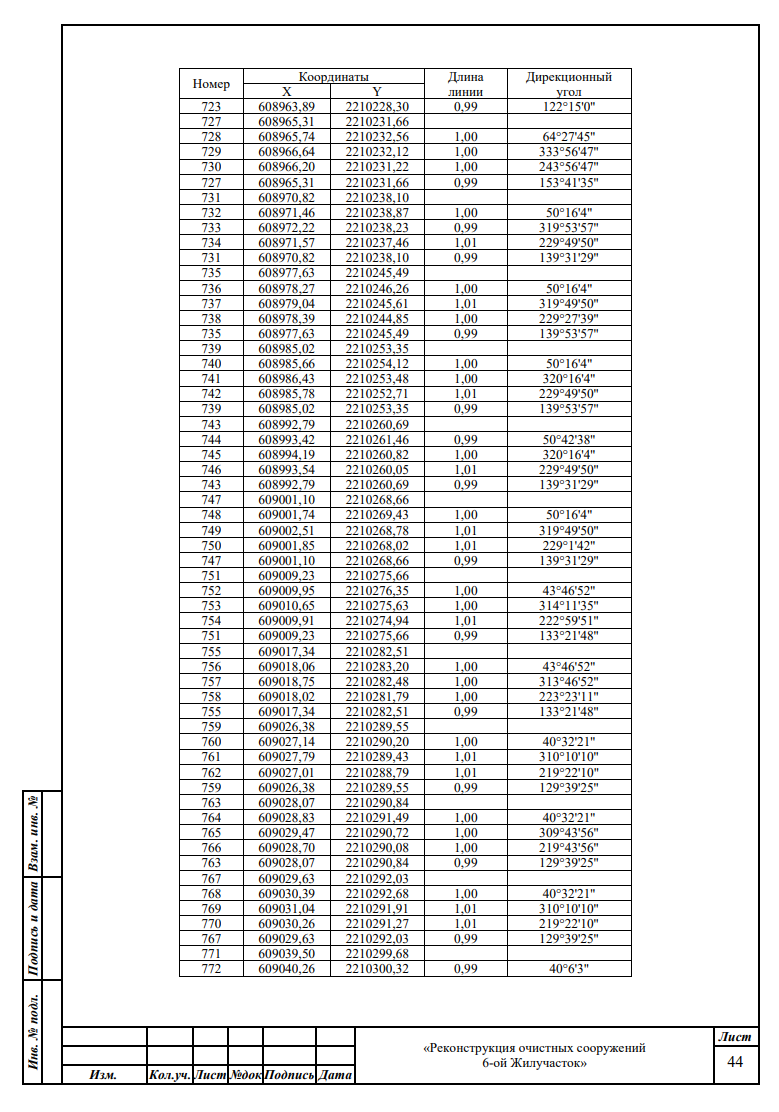 Номер Координаты Длина линии Дирекционный угол
X Y
723 608963,89 2210228,30 0,99 122°15'0"
727 608965,31 2210231,66
728 608965,74 2210232,56 1,00 64°27'45"
729 608966,64 2210232,12 1,00 333°56'47"
730 608966,20 2210231,22 1,00 243°56'47"
727 608965,31 2210231,66 0,99 153°41'35"
731 608970,82 2210238,10
732 608971,46 2210238,87 1,00 50°16'4"
733 608972,22 2210238,23 0,99 319°53'57"
734 608971,57 2210237,46 1,01 229°49'50"
731 608970,82 2210238,10 0,99 139°31'29"
735 608977,63 2210245,49
736 608978,27 2210246,26 1,00 50°16'4"
737 608979,04 2210245,61 1,01 319°49'50"
738 608978,39 2210244,85 1,00 229°27'39"
735 608977,63 2210245,49 0,99 139°53'57"
739 608985,02 2210253,35
740 608985,66 2210254,12 1,00 50°16'4"
741 608986,43 2210253,48 1,00 320°16'4"
742 608985,78 2210252,71 1,01 229°49'50"
739 608985,02 2210253,35 0,99 139°53'57"
743 608992,79 2210260,69
744 608993,42 2210261,46 0,99 50°42'38"
745 608994,19 2210260,82 1,00 320°16'4"
746 608993,54 2210260,05 1,01 229°49'50"
743 608992,79 2210260,69 0,99 139°31'29"
747 609001,10 2210268,66
748 609001,74 2210269,43 1,00 50°16'4"
749 609002,51 2210268,78 1,01 319°49'50"
750 609001,85 2210268,02 1,01 229°1'42"
747 609001,10 2210268,66 0,99 139°31'29"
751 609009,23 2210275,66
752 609009,95 2210276,35 1,00 43°46'52"
753 609010,65 2210275,63 1,00 314°11'35"
754 609009,91 2210274,94 1,01 222°59'51"
751 609009,23 2210275,66 0,99 133°21'48"
755 609017,34 2210282,51
756 609018,06 2210283,20 1,00 43°46'52"
757 609018,75 2210282,48 1,00 313°46'52"
758 609018,02 2210281,79 1,00 223°23'11"
755 609017,34 2210282,51 0,99 133°21'48"
759 609026,38 2210289,55
760 609027,14 2210290,20 1,00 40°32'21"
761 609027,79 2210289,43 1,01 310°10'10"
762 609027,01 2210288,79 1,01 219°22'10"
759 609026,38 2210289,55 0,99 129°39'25"
763 609028,07 2210290,84
764 609028,83 2210291,49 1,00 40°32'21"
765 609029,47 2210290,72 1,00 309°43'56"
766 609028,70 2210290,08 1,00 219°43'56"
763 609028,07 2210290,84 0,99 129°39'25"
767 609029,63 2210292,03
768 609030,39 2210292,68 1,00 40°32'21"
769 609031,04 2210291,91 1,01 310°10'10"
770 609030,26 2210291,27 1,01 219°22'10"
767 609029,63 2210292,03 0,99 129°39'25"
771 609039,50 2210299,68
772 609040,26 2210300,32 0,99 40°6'3"
Взам. инв. №
Подпись и дата
Инв. № подл.
Изм. Кол.уч. Лист №док Подпись Дата
«Реконструкция очистных сооружений
6-ой Жилучасток»
Лист
44